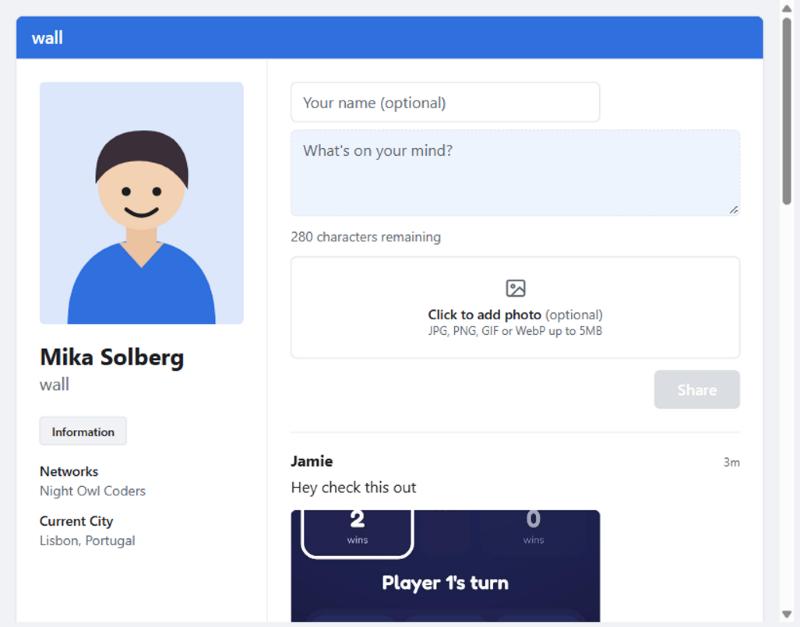 wall
Mika Solberg
wall
Information
Networks
Night Owl Coders
Current City
Lisbon, Portugal
Your name (optional)
What's on your mind?
280 characters remaining
Click to add photo (optional)
JPG, PNG, GIF or WebP up to 5MB
Share
Jamie 3m
Hey check this out
2 0
wins wins
Player 1's turn